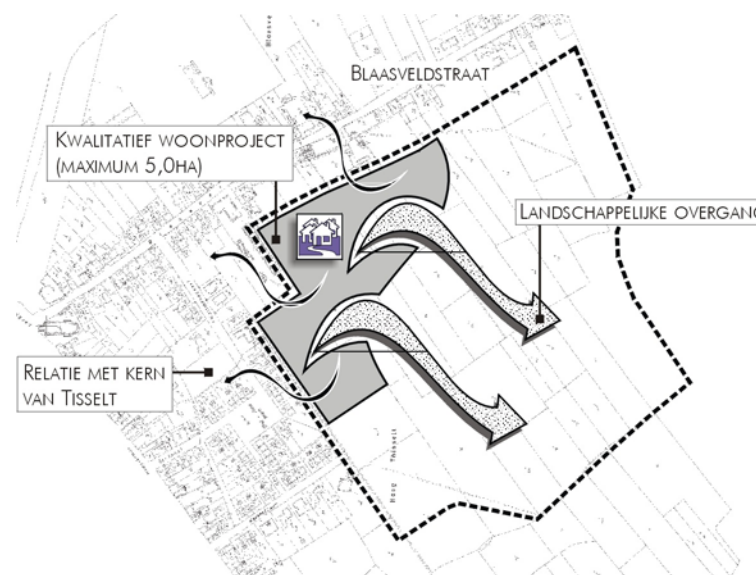 BLAASVELDSTRAAT
KWALITATIEF WOONPROJECT
(MAXIMUM 5,0HA)
LANDSCHAPPELIJKE OVERGANG
RELATIE MET KERN
VAN TISSELT